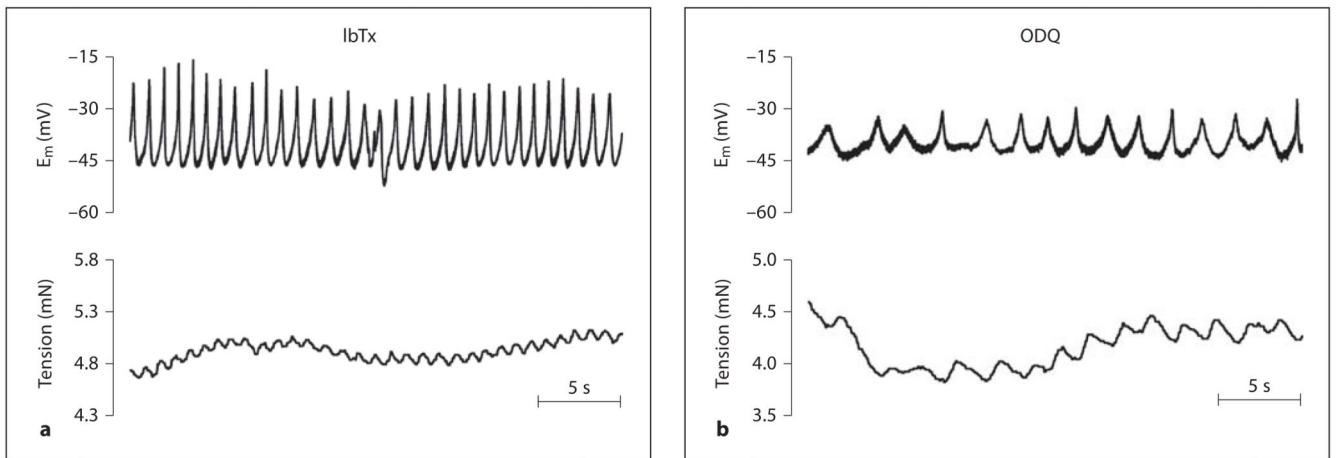 IbTx
–15
–30
–45
–60
Em (mV)
5.8
5.3
4.8
4.3
Tension (mN)
5 s
a
ODQ
–15
–30
–45
–60
Em (mV)
5.0
4.5
4.0
3.5
Tension (mN)
5 s
b